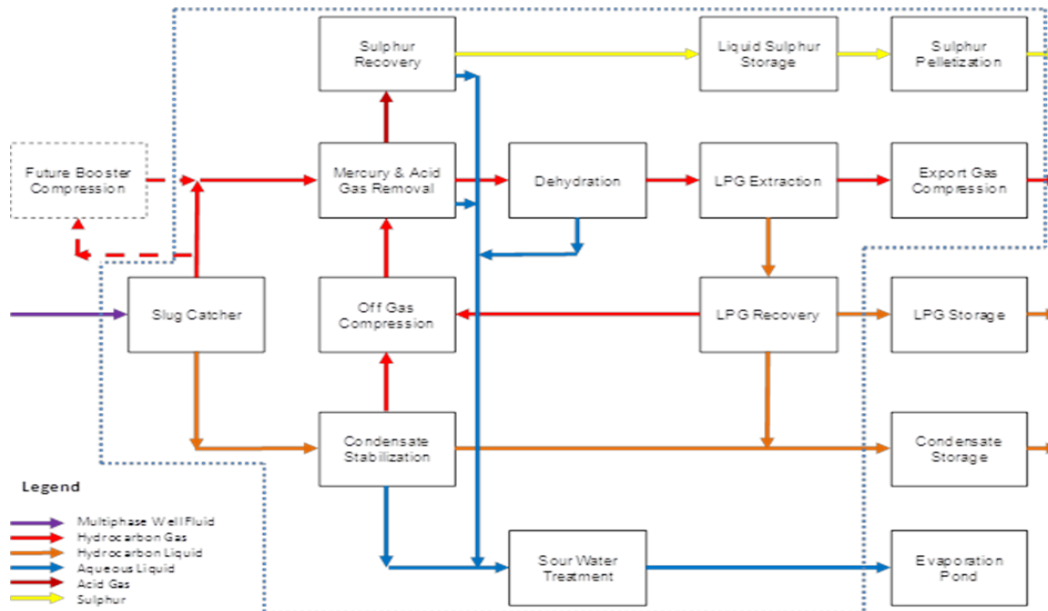 Sulphur
Recovery
Liquid Sulphur
Storage
Sulphur
Pelletization
Future Booster
Compression
Mercury & Acid
Gas Removal
Dehydration
LPG Extraction
Export Gas
Compression
Slug Catcher
Off Gas
Compression
LPG Recovery
LPG Storage
Condensate
Stabilization
Condensate
Storage
Legend
Multiphase Well Fluid
Hydrocarbon Gas
Hydrocarbon Liquid
Aqueous Liquid
Acid Gas
Sulphur
Sour Water
Treatment
Evaporation
Pond